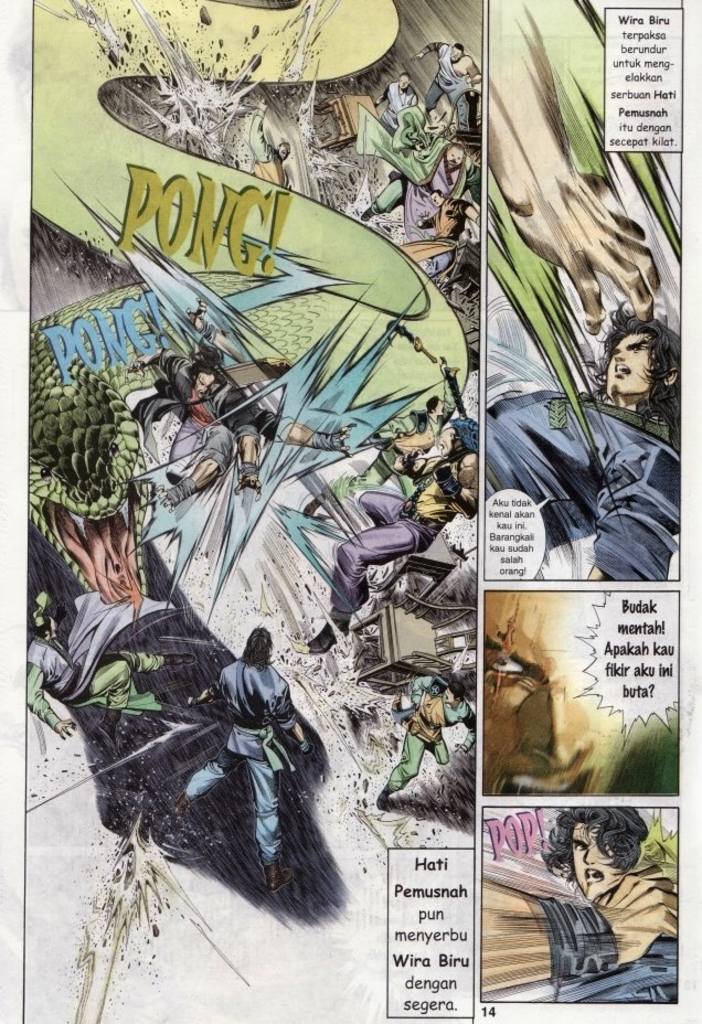 PONG!
PONG!
Hati
Pemusnah
pun
menyerbu
Wira Biru
dengan
segera.
Wira Biru
terpaksa
berundur
untuk meng-
elakkan
serbuan Hati
Pemusnah
itu dengan
secepat kilat.
Aku tidak
kenal akan
kau ini.
Barangkali
kau sudah
salah
orang!
Budak
mentah!
Apakah kau
fikir aku ini
buta?
POP!
14